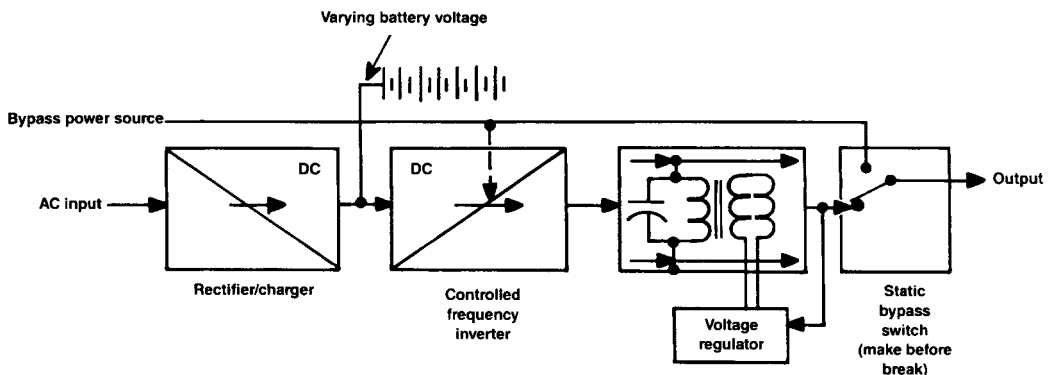 Varying battery voltage
Bypass power source
DC
DC
AC input
Output
Rectifier/charger
Controlled
frequency
inverter
Voltage
regulator
Static
bypass
switch
(make before
break)